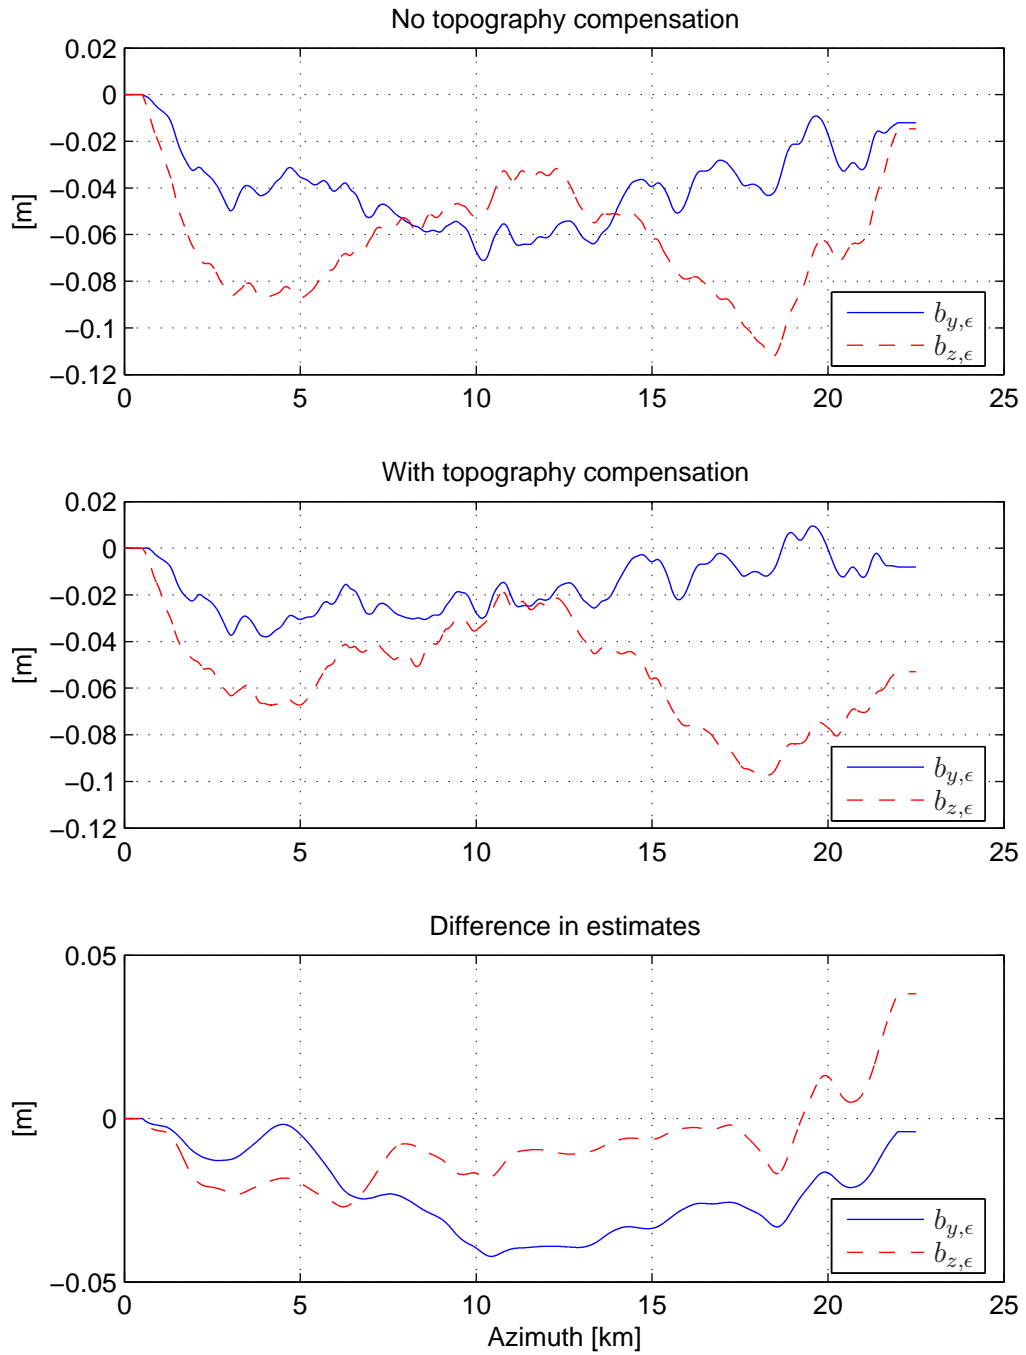 No topography compensation
0.02
0
−0.02
−0.04
−0.06
−0.08
−0.1
−0.12
[m]
0 5 10 15 20 25
b_{y,ϵ}
b_{z,ϵ}
With topography compensation
0.02
0
−0.02
−0.04
−0.06
−0.08
−0.1
−0.12
[m]
0 5 10 15 20 25
b_{y,ϵ}
b_{z,ϵ}
Difference in estimates
0.05
0
−0.05
[m]
0 5 10 15 20 25
b_{y,ϵ}
b_{z,ϵ}
Azimuth [km]